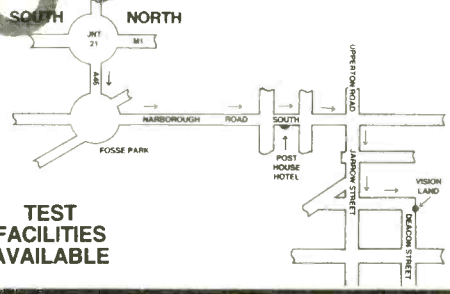 SOUTH NORTH
JNT
21
M1
A46
NARBOROUGH ROAD SOUTH
UPPERTON ROAD
FOSSE PARK
POST
HOUSE
HOTEL
JARROW STREET
VISION
LAND
DEACON STREET
TEST
FACILITIES
AVAILABLE